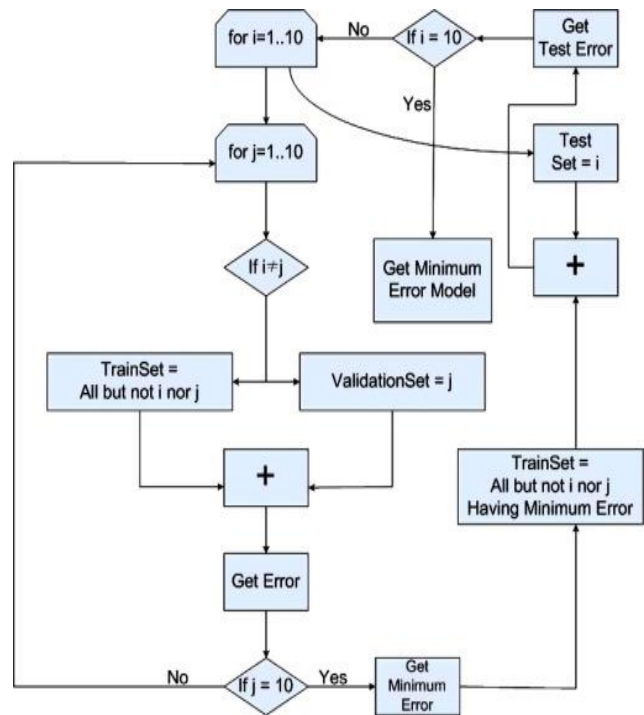 for i=1..10
No
If i = 10
Get
Test Error
Yes
for j=1..10
Test
Set = i
If i≠j
Get Minimum
Error Model
+
TrainSet =
All but not i nor j
ValidationSet = j
+
TrainSet =
All but not i nor j
Having Minimum Error
Get Error
No
If j = 10
Yes
Get
Minimum
Error